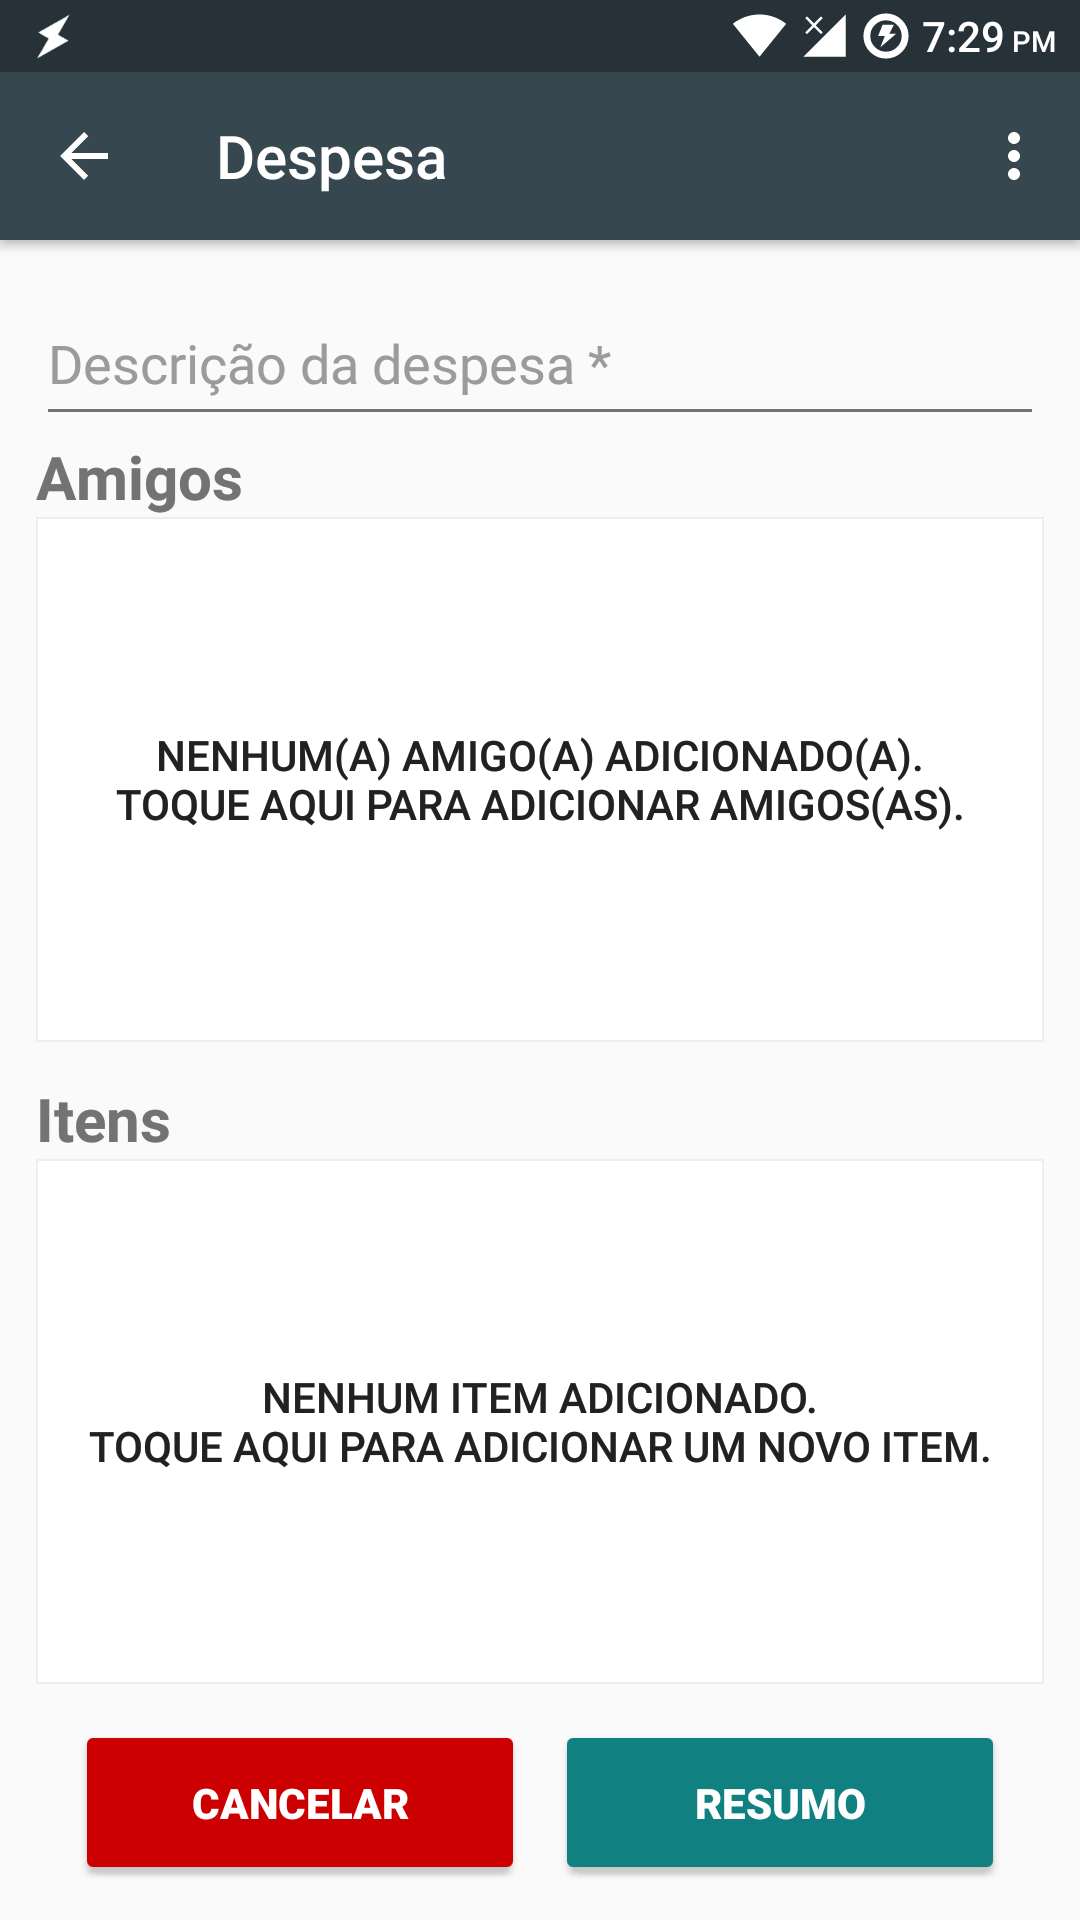 7:29 PM
Despesa
Descrição da despesa *
Amigos
NENHUM(A) AMIGO(A) ADICIONADO(A).
TOQUE AQUI PARA ADICIONAR AMIGOS(AS).
Itens
NENHUM ITEM ADICIONADO.
TOQUE AQUI PARA ADICIONAR UM NOVO ITEM.
CANCELAR
RESUMO